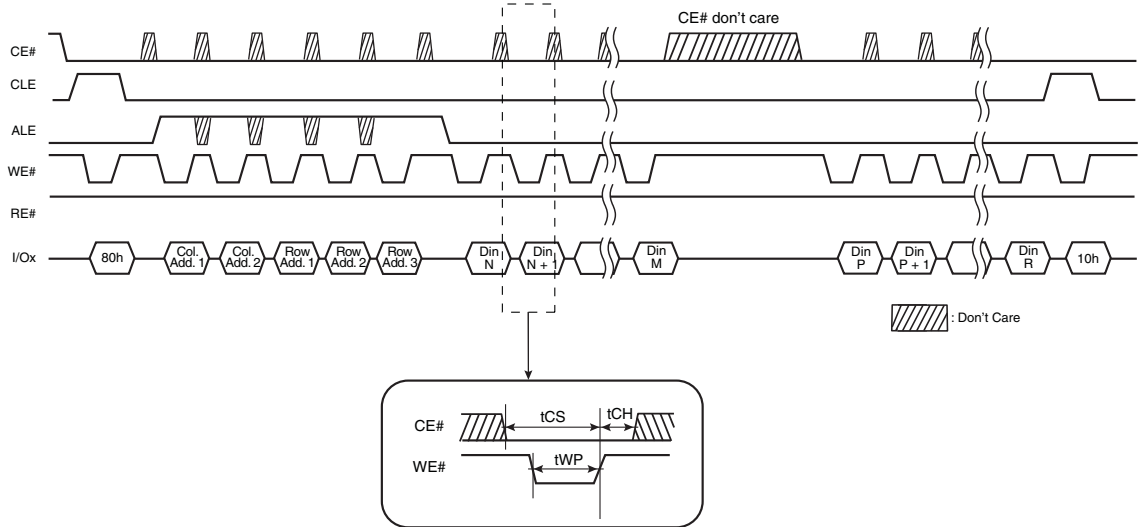 CE# don't care
CE#
CLE
ALE
WE#
RE#
I/Ox
80h
Col.
Add. 1
Col.
Add. 2
Row
Add. 1
Row
Add. 2
Row
Add. 3
Din
N
Din
N + 1
Din
M
Din
P
Din
P + 1
Din
R
10h
: Don't Care
CE#
tCS
tCH
WE#
tWP